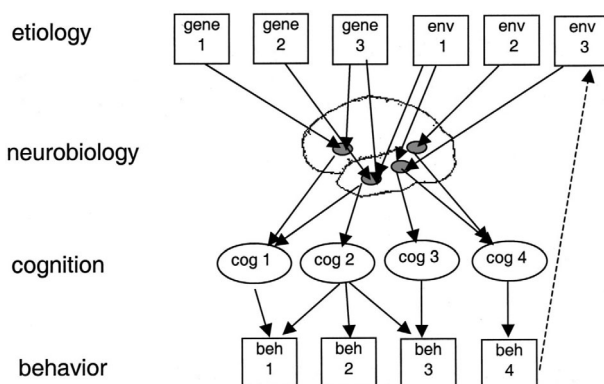 etiology
gene
1
gene
2
gene
3
env
1
env
2
env
3
neurobiology
cognition
cog 1
cog 2
cog 3
cog 4
behavior
beh
1
beh
2
beh
3
beh
4